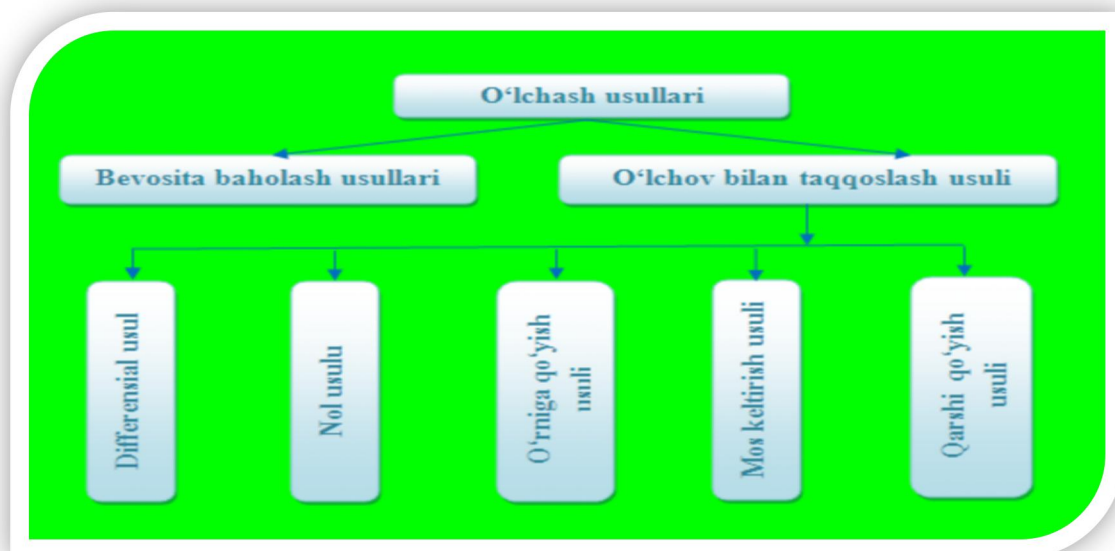 O‘lchash usullari
Bevosita baholash usullari
O‘lchov bilan taqqoslash usuli
Differensial usul
Nol usulu
O‘rniga qo‘yish
usuli
Mos keltirish usuli
Qarshi qo‘yish
usuli